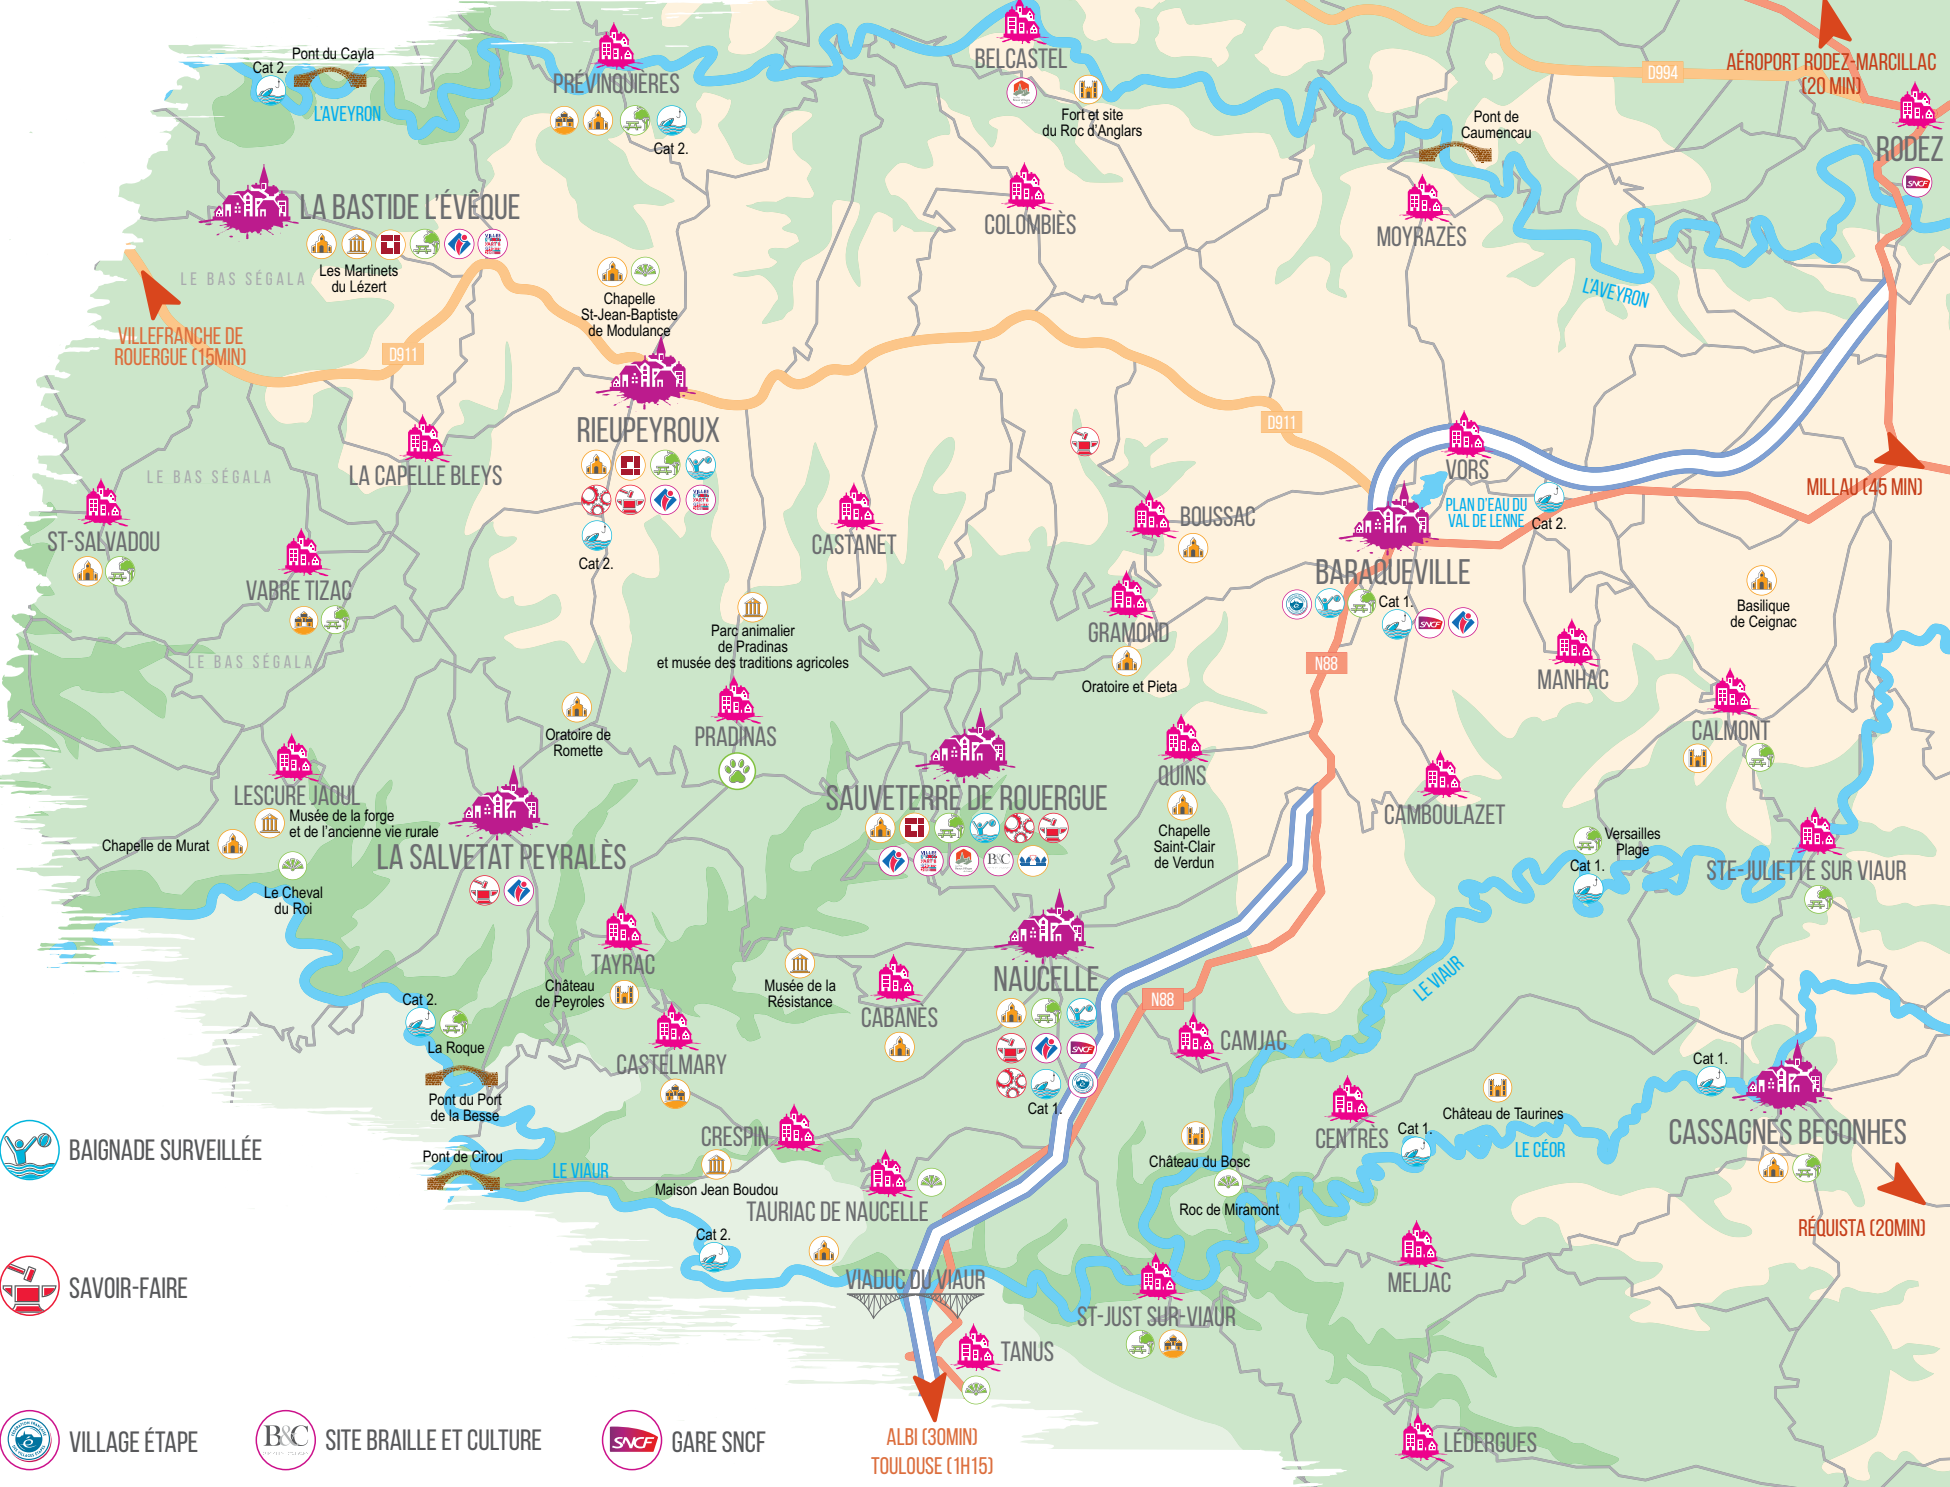 Pont du Cayla
Cat 2.
L'AVEYRON
PRÉVINQUIÈRES
Cat 2.
BELCASTEL
Fort et site
du Roc d'Anglars
D994
AÉROPORT RODEZ-MARCILLAC
(20 MIN)
RODEZ
SNCF
Pont de
Caumencau
LA BASTIDE L'ÉVÊQUE
Les Martinets
du Lézert
LE BAS SÉGALA
COLOMBIÈS
MOYRAZÈS
L'AVEYRON
Chapelle
St-Jean-Baptiste
de Modulance
VILLEFRANCHE DE
ROUERGUE (15MIN)
D911
RIEUPEYROUX
Cat 2.
D911
LA CAPELLE BLEYS
LE BAS SÉGALA
ST-SALVADOU
VABRE TIZAC
LE BAS SÉGALA
CASTANET
BOUSSAC
VORS
PLAN D'EAU DU
VAL DE LENNE
Cat 2.
MILLAU (45 MIN)
BARAQUEVILLE
Cat 1.
SNCF
GRAMOND
Oratoire et Pieta
Basilique
de Ceignac
Parc animalier
de Pradinas
et musée des traditions agricoles
PRADINAS
N88
MANHAC
CALMONT
Oratoire de
Romette
QUINS
Chapelle
Saint-Clair
de Verdun
CAMBOULAZET
LESCURE JAOUL
Musée de la forge
et de l'ancienne vie rurale
Chapelle de Murat
Le Cheval
du Roi
LA SALVETAT PEYRALÈS
SAUVETERRE DE ROUERGUE
B&C
Versailles
Plage
Cat 1.
STE-JULIETTE SUR VIAUR
TAYRAC
Château
de Peyroles
Musée de la
Résistance
CABANÈS
NAUCELLE
SNCF
Cat 1.
N88
LE VIAUR
CAMJAC
Cat 2.
La Roque
Pont du Port
de la Besse
CASTELMARY
CENTRÈS
Cat 1.
Château de Taurines
LE CÉOR
Cat 1.
CASSAGNES BEGONHES
Pont de Cirou
LE VIAUR
CRESPIN
Maison Jean Boudou
TAURIAC DE NAUCELLE
Château du Bosc
Roc de Miramont
RÉQUISTA (20MIN)
Cat 2.
VIADUC DU VIAUR
MELJAC
ST-JUST SUR-VIAUR
TANUS
LÉDERGUES
ALBI (30MIN)
TOULOUSE (1H15)
BAIGNADE SURVEILLÉE
SAVOIR-FAIRE
VILLAGE ÉTAPE
B&C
SITE BRAILLE ET CULTURE
SNCF
GARE SNCF